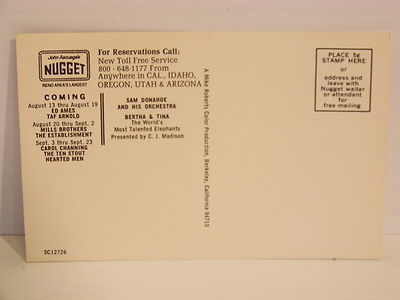 John Ascuaga's
NUGGET
RENO AREA'S LARGEST
For Reservations Call:
New Toll Free Service
800 - 648-1177 From
Anywhere in CAL., IDAHO,
OREGON, UTAH & ARIZONA
COMING
August 13 thru August 19
ED AMES
TAF ARNOLD
August 20 thru Sept. 2
MILLS BROTHERS
THE ESTABLISHMENT
Sept. 3 thru Sept. 23
CAROL CHANNING
THE TEN STOUT
HEARTED MEN
SAM DONAHUE
AND HIS ORCHESTRA
BERTHA & TINA
The World's
Most Talented Elephants
Presented by C. J. Madison
SC12726
A Mike Roberts Color Production, Berkeley, California 94710
PLACE 5¢
STAMP HERE
or
address and
leave with
Nugget waiter
or attendant
for
free mailing